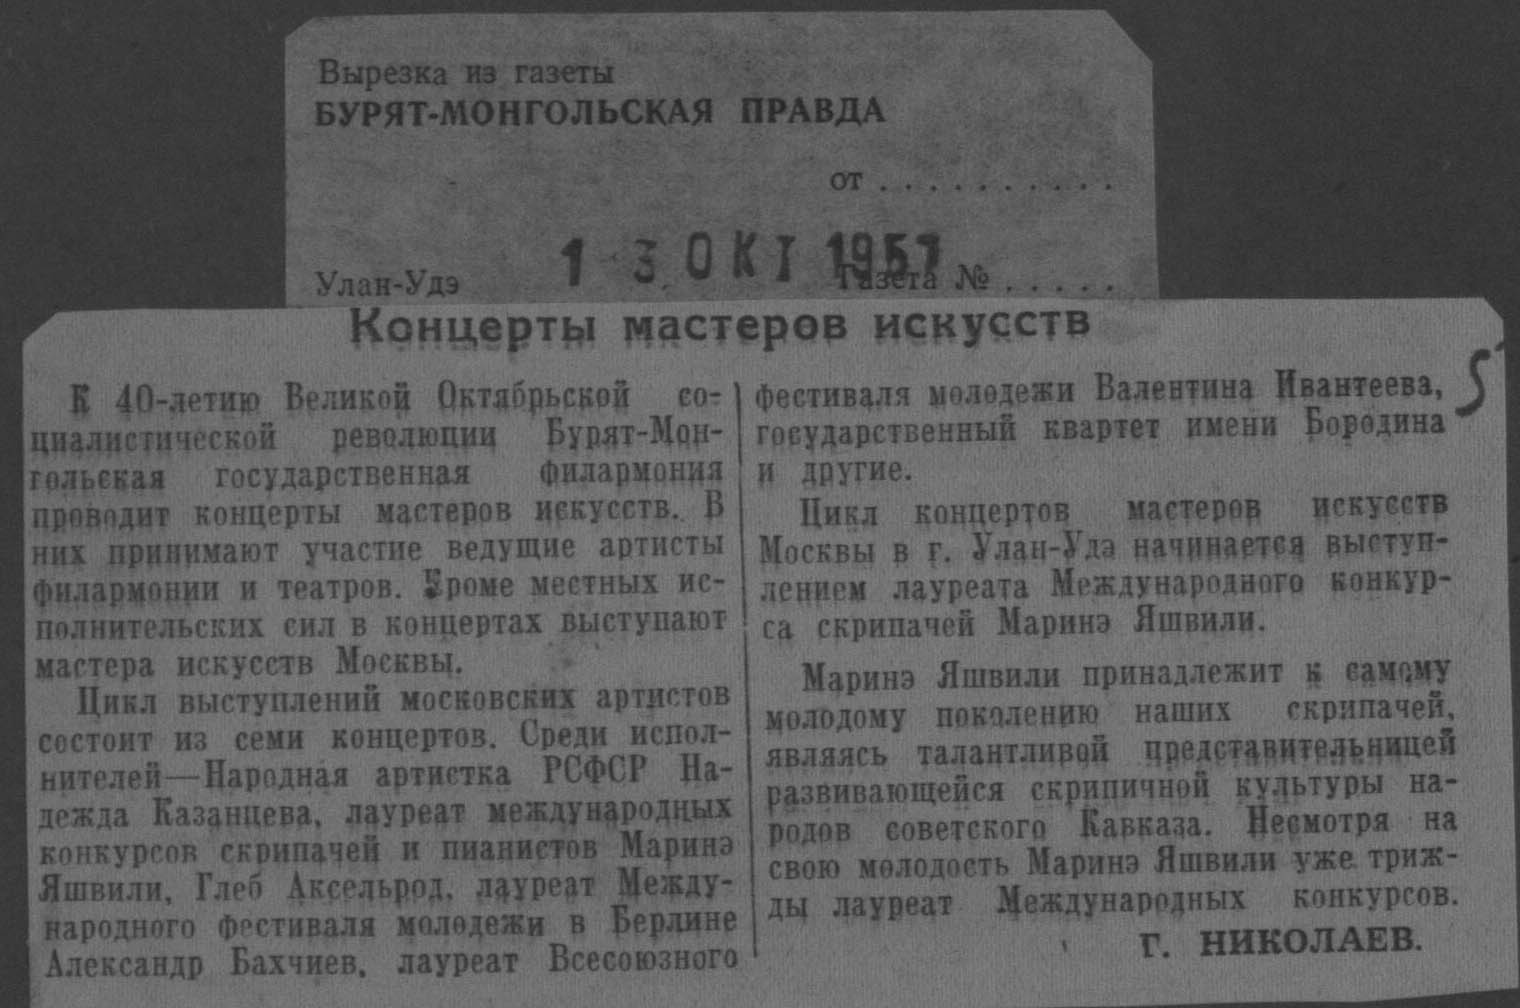 Вырезка из газеты
БУРЯТ-МОНГОЛЬСКАЯ ПРАВДА
от . . . . . . . . . .
13 ОКТ 1957
Улан-Удэ Газета № . . . . .
Концерты мастеров искусств
5
К 40-летию Великой Октябрьской со-
циалистической революции Бурят-Мон-
гольская государственная филармония
проводит концерты мастеров искусств. В
них принимают участие ведущие артисты
филармонии и театров. Кроме местных ис-
полнительских сил в концертах выступают
мастера искусств Москвы.
Цикл выступлений московских артистов
состоит из семи концертов. Среди испол-
нителей—Народная артистка РСФСР На-
дежда Казанцева, лауреат международных
конкурсов скрипачей и пианистов Маринэ
Яшвили, Глеб Аксельрод, лауреат Между-
народного фестиваля молодежи в Берлине
Александр Бахчиев, лауреат Всесоюзного
фестиваля молодежи Валентина Ивантеева,
государственный квартет имени Бородина
и другие.
Цикл концертов мастеров искусств
Москвы в г. Улан-Удэ начинается выступ-
лением лауреата Международного конкур-
са скрипачей Маринэ Яшвили.
Маринэ Яшвили принадлежит к самому
молодому поколению наших скрипачей,
являясь талантливой представительницей
развивающейся скрипичной культуры на-
родов советского Кавказа. Несмотря на
свою молодость Маринэ Яшвили уже триж-
ды лауреат Международных конкурсов.
Г. НИКОЛАЕВ.